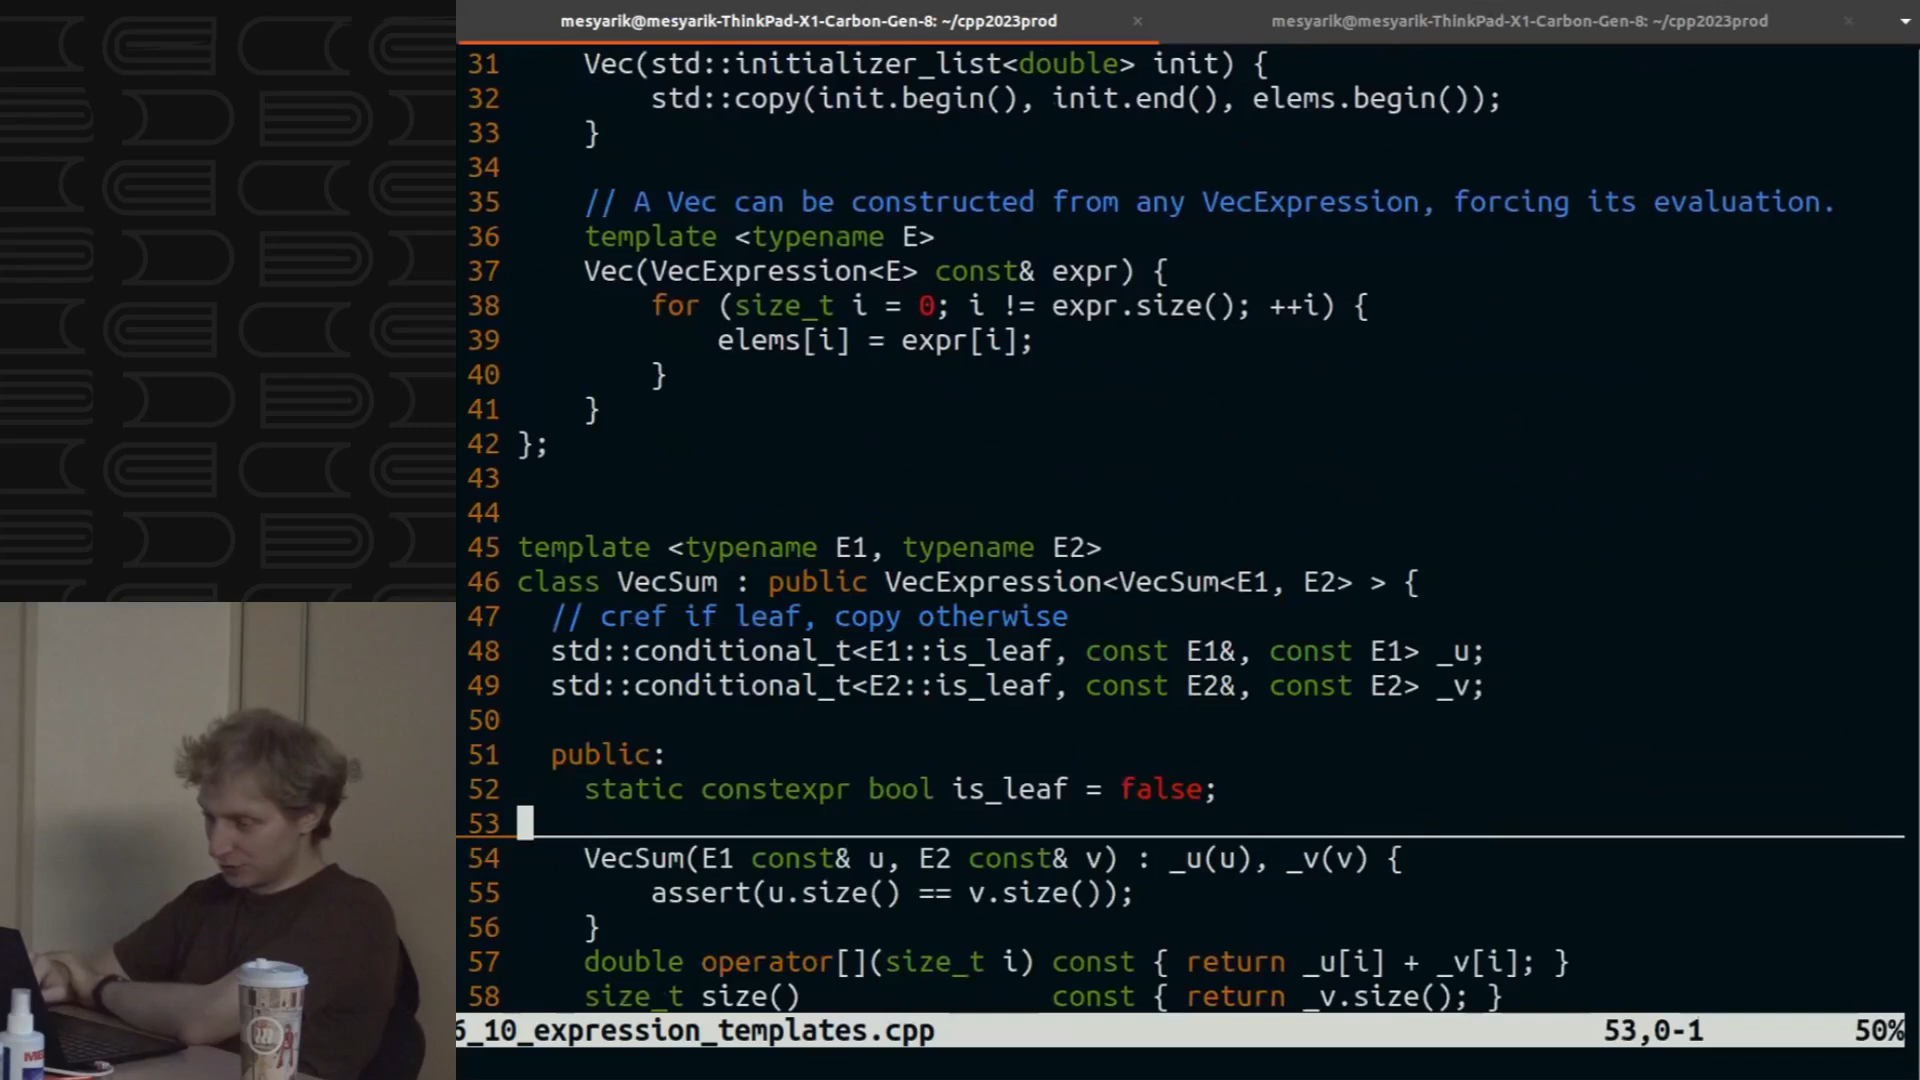 mesyarik@mesyarik-ThinkPad-X1-Carbon-Gen-8: ~/cpp2023prod × mesyarik@mesyarik-ThinkPad-X1-Carbon-Gen-8: ~/cpp2023prod ×
31 Vec(std::initializer_list<double> init) {
32 std::copy(init.begin(), init.end(), elems.begin());
33 }
34
35 // A Vec can be constructed from any VecExpression, forcing its evaluation.
36 template <typename E>
37 Vec(VecExpression<E> const& expr) {
38 for (size_t i = 0; i != expr.size(); ++i) {
39 elems[i] = expr[i];
40 }
41 }
42 };
43
44
45 template <typename E1, typename E2>
46 class VecSum : public VecExpression<VecSum<E1, E2> > {
47 // cref if leaf, copy otherwise
48 std::conditional_t<E1::is_leaf, const E1&, const E1> _u;
49 std::conditional_t<E2::is_leaf, const E2&, const E2> _v;
50
51 public:
52 static constexpr bool is_leaf = false;
53
54 VecSum(E1 const& u, E2 const& v) : _u(u), _v(v) {
55 assert(u.size() == v.size());
56 }
57 double operator[](size_t i) const { return _u[i] + _v[i]; }
58 size_t size() const { return _v.size(); }
6_10_expression_templates.cpp 53,0-1 50%